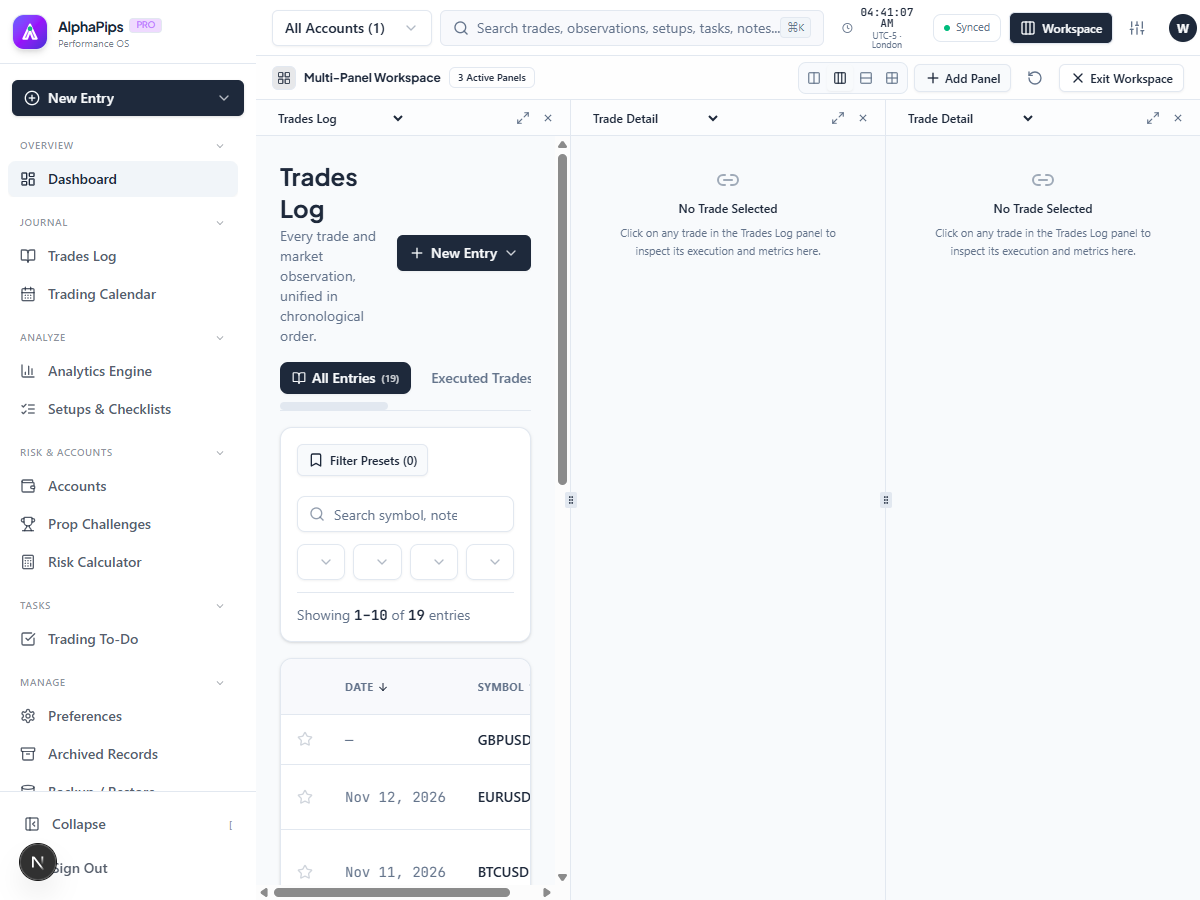 AlphaPips PRO
Performance OS
New Entry
OVERVIEW
Dashboard
JOURNAL
Trades Log
Trading Calendar
ANALYZE
Analytics Engine
Setups & Checklists
RISK & ACCOUNTS
Accounts
Prop Challenges
Risk Calculator
TASKS
Trading To-Do
MANAGE
Preferences
Archived Records
Backup / Restore
Collapse [
N
Sign Out
All Accounts (1)
Search trades, observations, setups, tasks, notes... ⌘K
04:41:07
AM
UTC-5 ·
London
Synced
Workspace
W
Multi-Panel Workspace
3 Active Panels
Add Panel
Exit Workspace
Trades Log
Trades
Log
Every trade and
market
observation,
unified in
chronological
order.
New Entry
All Entries (19)
Executed Trades
Filter Presets (0)
Search symbol, note
Showing 1–10 of 19 entries
DATE ↓ SYMBOL
— GBPUSD
Nov 12, 2026 EURUSD
Nov 11, 2026 BTCUSD
Trade Detail
No Trade Selected
Click on any trade in the Trades Log panel to
inspect its execution and metrics here.
Trade Detail
No Trade Selected
Click on any trade in the Trades Log panel to
inspect its execution and metrics here.